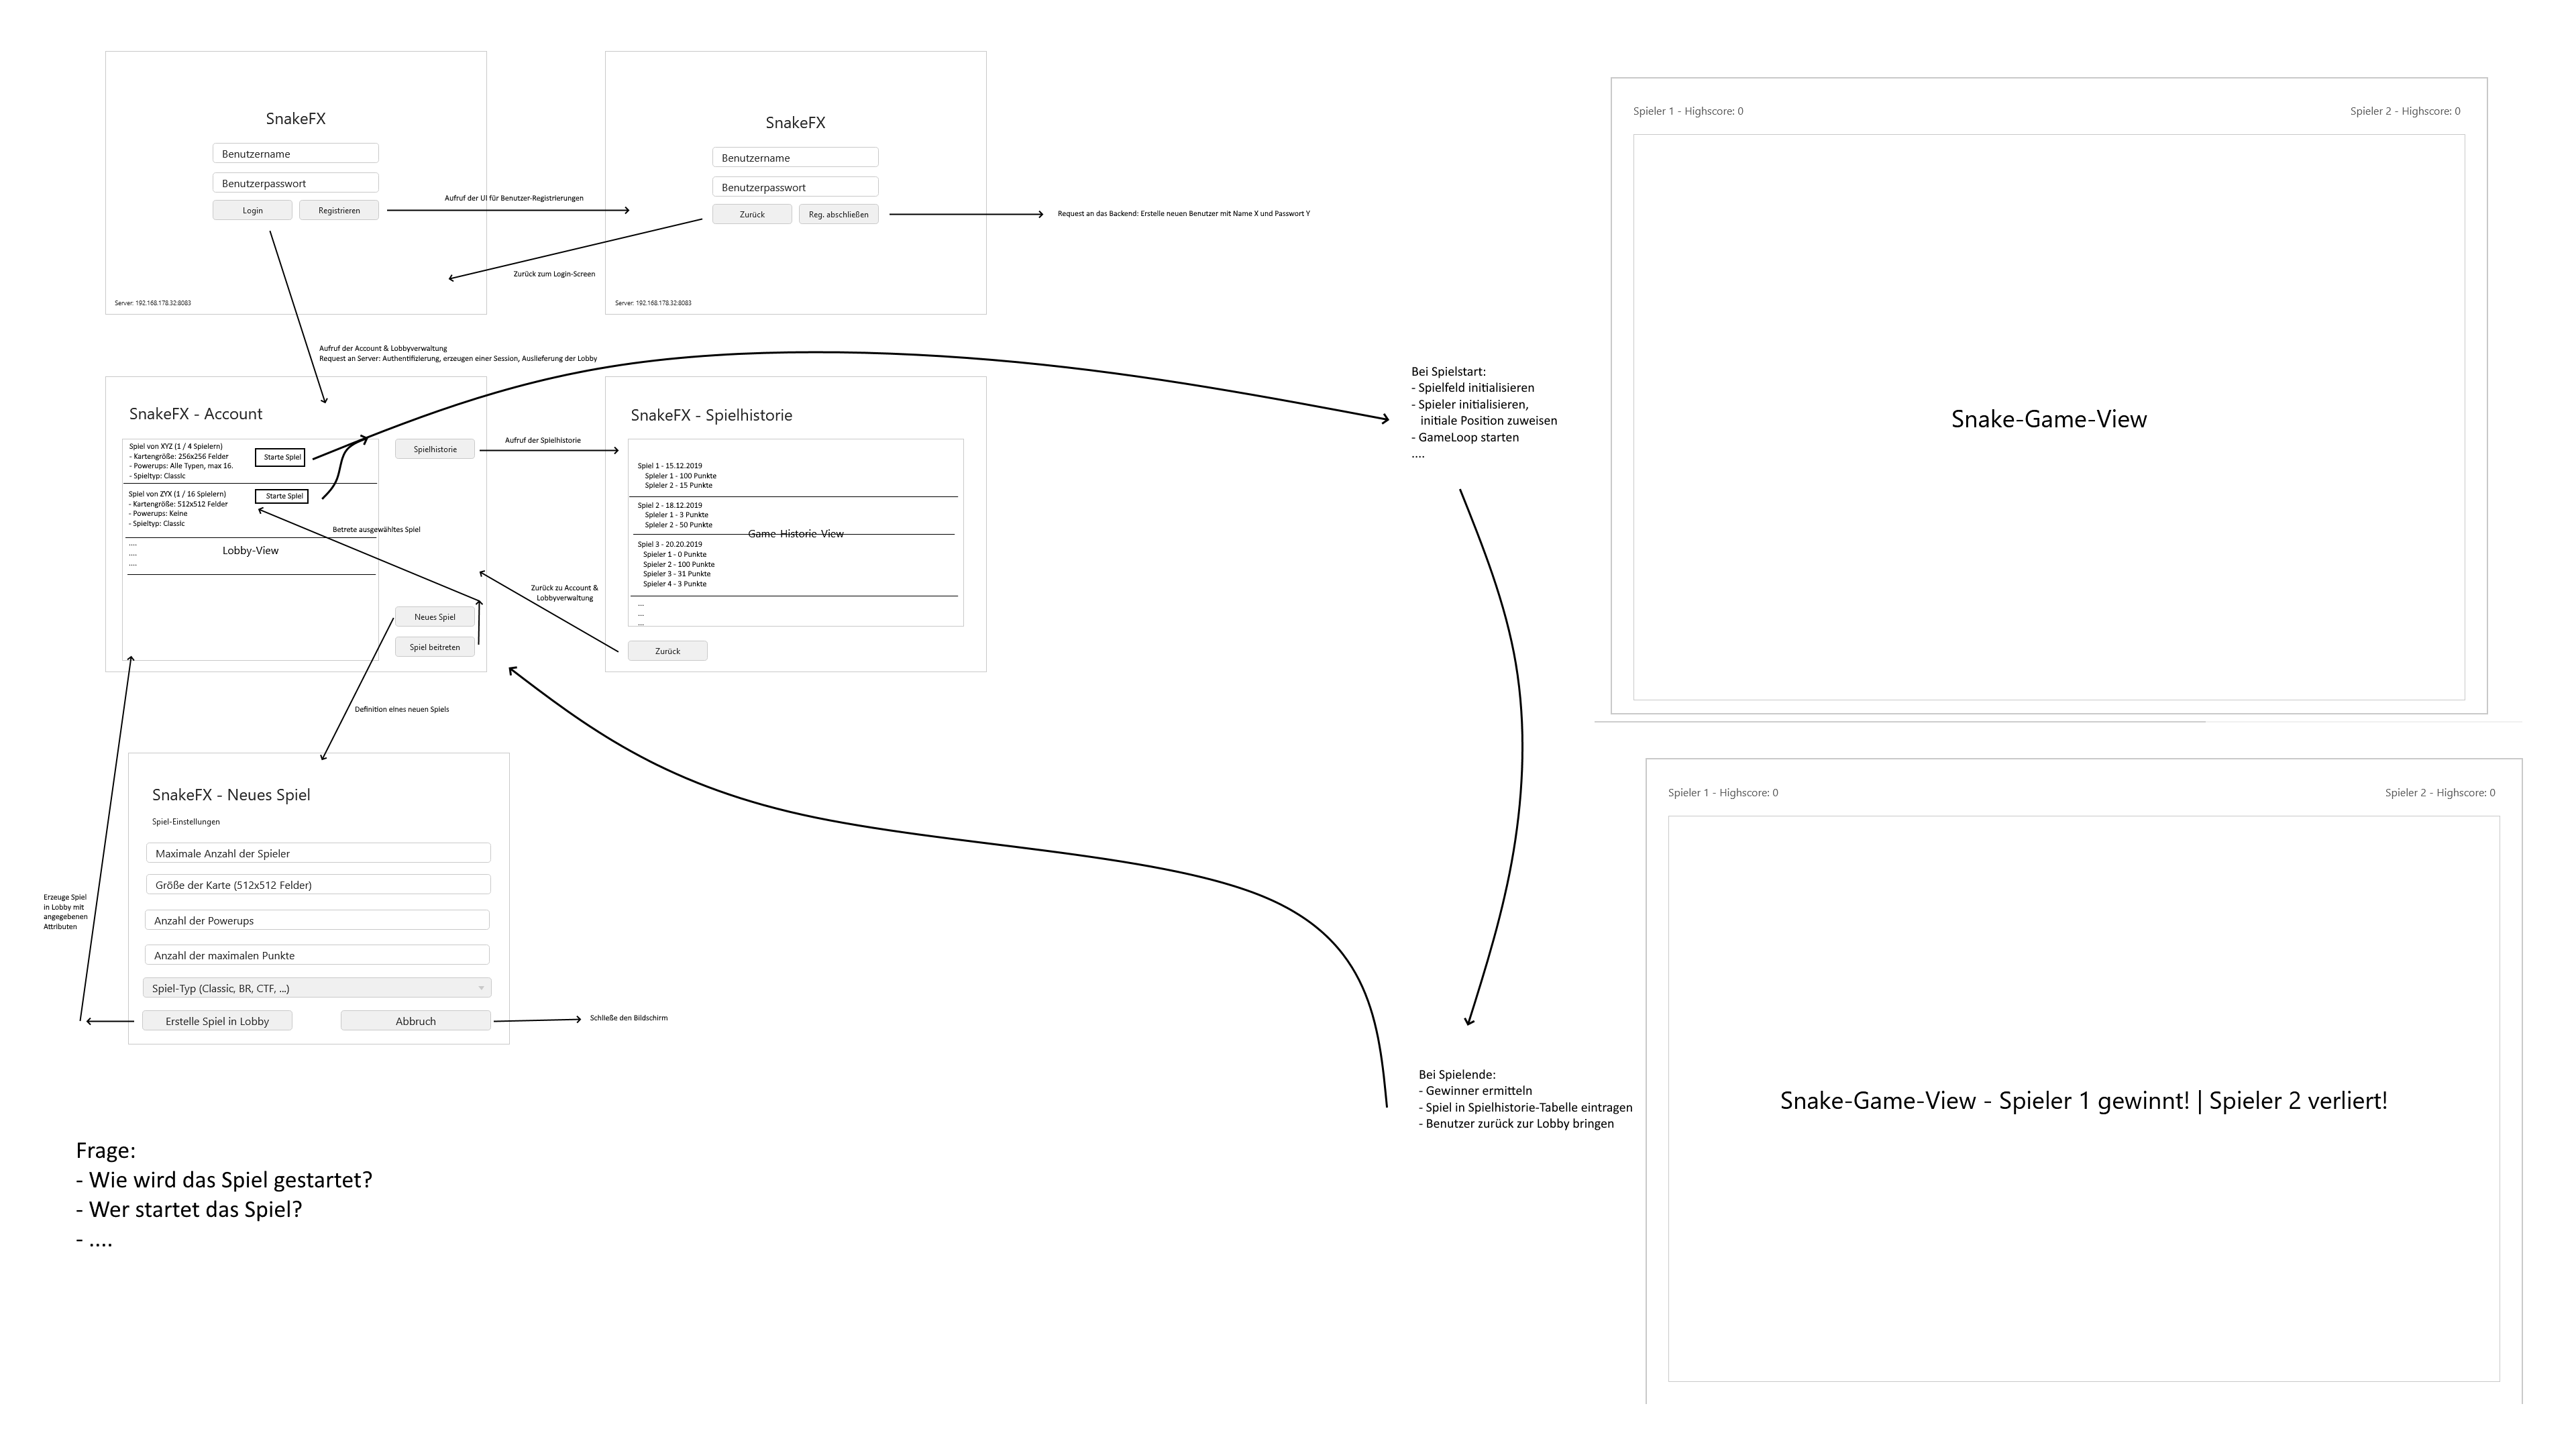 SnakeFX
Benutzername
Benutzerpasswort
Login
Registrieren
Server: 192.168.178.32:8083
Aufruf der UI für Benutzer-Registrierungen
Zurück zum Login-Screen
SnakeFX
Benutzername
Benutzerpasswort
Zurück
Reg. abschließen
Server: 192.168.178.32:8083
Request an das Backend: Erstelle neuen Benutzer mit Name X und Passwort Y
Aufruf der Account & Lobbyverwaltung
Request an Server: Authentifizierung, erzeugen einer Session, Auslieferung der Lobby
SnakeFX - Account
Spiel von XYZ (1 / 4 Spielern)
- Kartengröße: 256x256 Felder
- Powerups: Alle Typen, max 16.
- Spieltyp: Classic
Starte Spiel
Spiel von ZYX (1 / 16 Spielern)
- Kartengröße: 512x512 Felder
- Powerups: Keine
- Spieltyp: Classic
Starte Spiel
....
....
....
Lobby-View
Spielhistorie
Betrete ausgewähltes Spiel
Neues Spiel
Spiel beitreten
Aufruf der Spielhistorie
Zurück zu Account &
Lobbyverwaltung
SnakeFX - Spielhistorie
Spiel 1 - 15.12.2019
Spieler 1 - 100 Punkte
Spieler 2 - 15 Punkte
Spiel 2 - 18.12.2019
Spieler 1 - 3 Punkte
Spieler 2 - 50 Punkte
Game-Historie-View
Spiel 3 - 20.20.2019
Spieler 1 - 0 Punkte
Spieler 2 - 100 Punkte
Spieler 3 - 31 Punkte
Spieler 4 - 3 Punkte
...
...
...
Zurück
Definition eines neuen Spiels
SnakeFX - Neues Spiel
Spiel-Einstellungen
Maximale Anzahl der Spieler
Größe der Karte (512x512 Felder)
Anzahl der Powerups
Anzahl der maximalen Punkte
Spiel-Typ (Classic, BR, CTF, ...)
Erstelle Spiel in Lobby
Abbruch
Erzeuge Spiel
in Lobby mit
angegebenen
Attributen
Schließe den Bildschirm
Frage:
- Wie wird das Spiel gestartet?
- Wer startet das Spiel?
- ....
Bei Spielstart:
- Spielfeld initialisieren
- Spieler initialisieren,
initiale Position zuweisen
- GameLoop starten
....
Bei Spielende:
- Gewinner ermitteln
- Spiel in Spielhistorie-Tabelle eintragen
- Benutzer zurück zur Lobby bringen
Spieler 1 - Highscore: 0
Spieler 2 - Highscore: 0
Snake-Game-View
Spieler 1 - Highscore: 0
Spieler 2 - Highscore: 0
Snake-Game-View - Spieler 1 gewinnt! | Spieler 2 verliert!